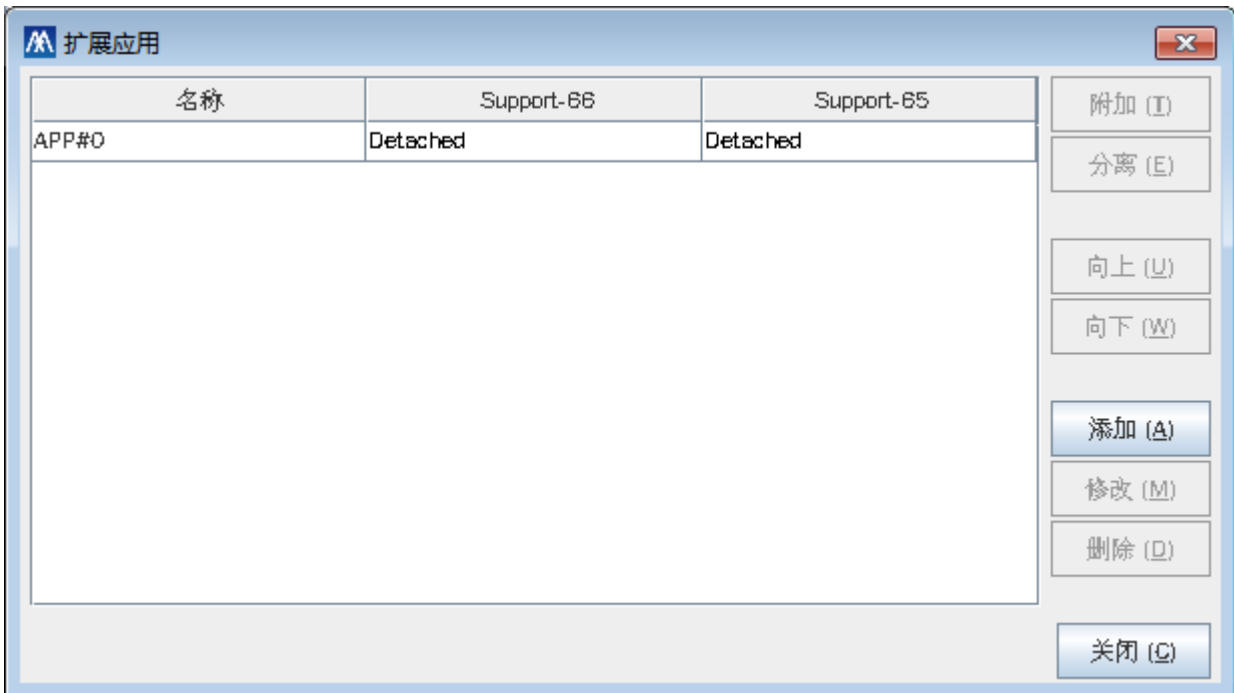 扩展应用
名称 Support-66 Support-65
APP#0 Detached Detached
附加 (T)
分离 (E)
向上 (U)
向下 (W)
添加 (A)
修改 (M)
删除 (D)
关闭 (C)